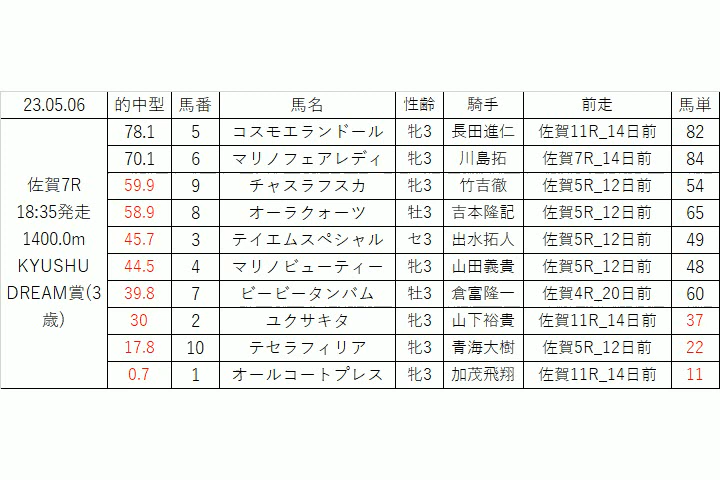 23.05.06 的中型 馬番 馬名 性齢 騎手 前走 馬単
佐賀7R
18:35発走
1400.0m
KYUSHU
DREAM賞(3
歳)
78.1 5 コスモエランドール 牝3 長田進仁 佐賀11R_14日前 82
70.1 6 マリノフェアレディ 牝3 川島拓 佐賀7R_14日前 84
59.9 9 チャスラフスカ 牝3 竹吉徹 佐賀5R_12日前 54
58.9 8 オーラクォーツ 牡3 吉本隆記 佐賀5R_12日前 65
45.7 3 テイエムスペシャル セ3 出水拓人 佐賀5R_12日前 49
44.5 4 マリノビューティー 牝3 山田義貴 佐賀5R_12日前 48
39.8 7 ビービータンバム 牡3 倉富隆一 佐賀4R_20日前 60
30 2 ユクサキタ 牝3 山下裕貴 佐賀11R_14日前 37
17.8 10 テセラフィリア 牝3 青海大樹 佐賀5R_12日前 22
0.7 1 オールコートプレス 牝3 加茂飛翔 佐賀11R_14日前 11